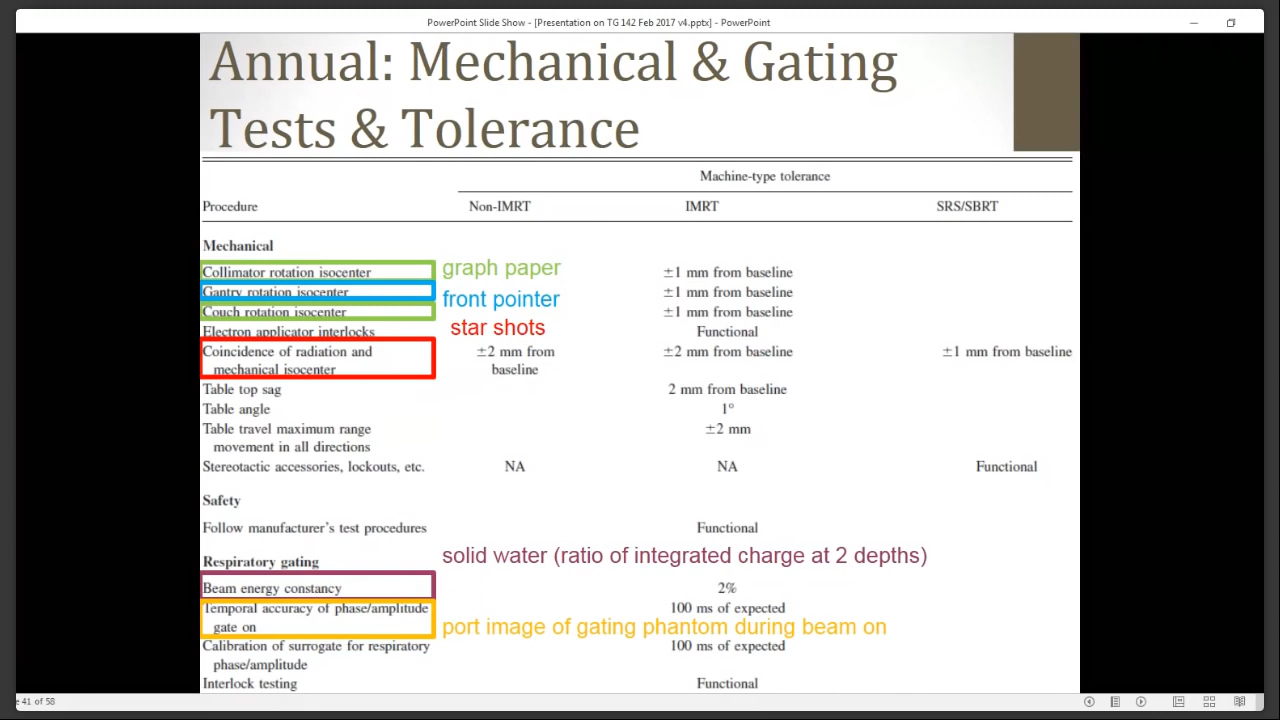 PowerPoint Slide Show - [Presentation on TG 142 Feb 2017 v4.pptx] - PowerPoint
Annual: Mechanical & Gating
Tests & Tolerance
Machine-type tolerance
Procedure Non-IMRT IMRT SRS/SBRT
Mechanical
Collimator rotation isocenter graph paper ±1 mm from baseline
Gantry rotation isocenter front pointer ±1 mm from baseline
Couch rotation isocenter ±1 mm from baseline
Electron applicator interlocks star shots Functional
Coincidence of radiation and ±2 mm from ±2 mm from baseline ±1 mm from baseline
mechanical isocenter baseline
Table top sag 2 mm from baseline
Table angle 1°
Table travel maximum range ±2 mm
movement in all directions
Stereotactic accessories, lockouts, etc. NA NA Functional
Safety
Follow manufacturer's test procedures Functional
Respiratory gating solid water (ratio of integrated charge at 2 depths)
Beam energy constancy 2%
Temporal accuracy of phase/amplitude 100 ms of expected
gate on port image of gating phantom during beam on
Calibration of surrogate for respiratory 100 ms of expected
phase/amplitude
Interlock testing Functional
e 41 of 58